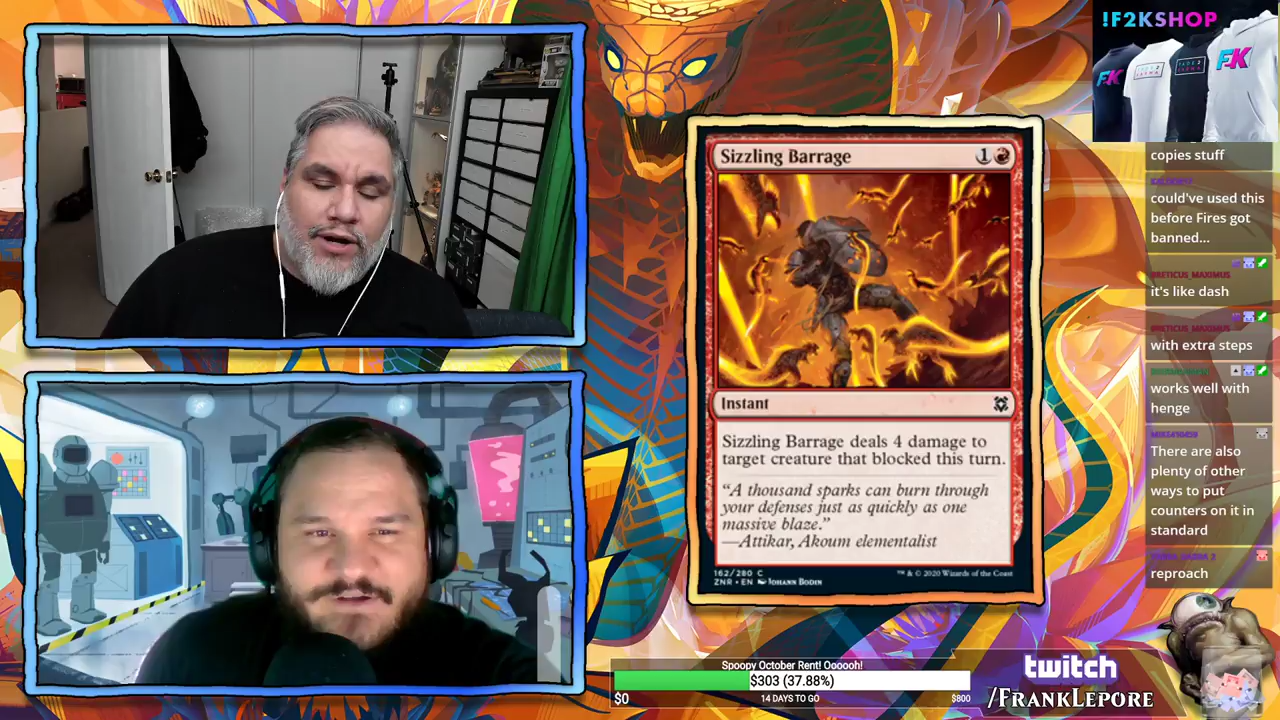 !F2KSHOP
FK
FK
Sizzling Barrage
1
Instant
Sizzling Barrage deals 4 damage to
target creature that blocked this turn.
“A thousand sparks can burn through
your defenses just as quickly as one
massive blaze.”
—Attikar, Akoum elementalist
162/280 C
ZNR • EN JOHANN BODIN
™ & © 2020 Wizards of the Coast
copies stuff
could've used this
before Fires got
banned...
BRETICUS_MAXIMUS
it's like dash
BRETICUS_MAXIMUS
with extra steps
works well with
henge
There are also
plenty of other
ways to put
counters on it in
standard
reproach
Spoopy October Rent! Oooooh!
$303 (37.88%)
$0
14 DAYS TO GO
$800
twitch
/FRANKLEPORE